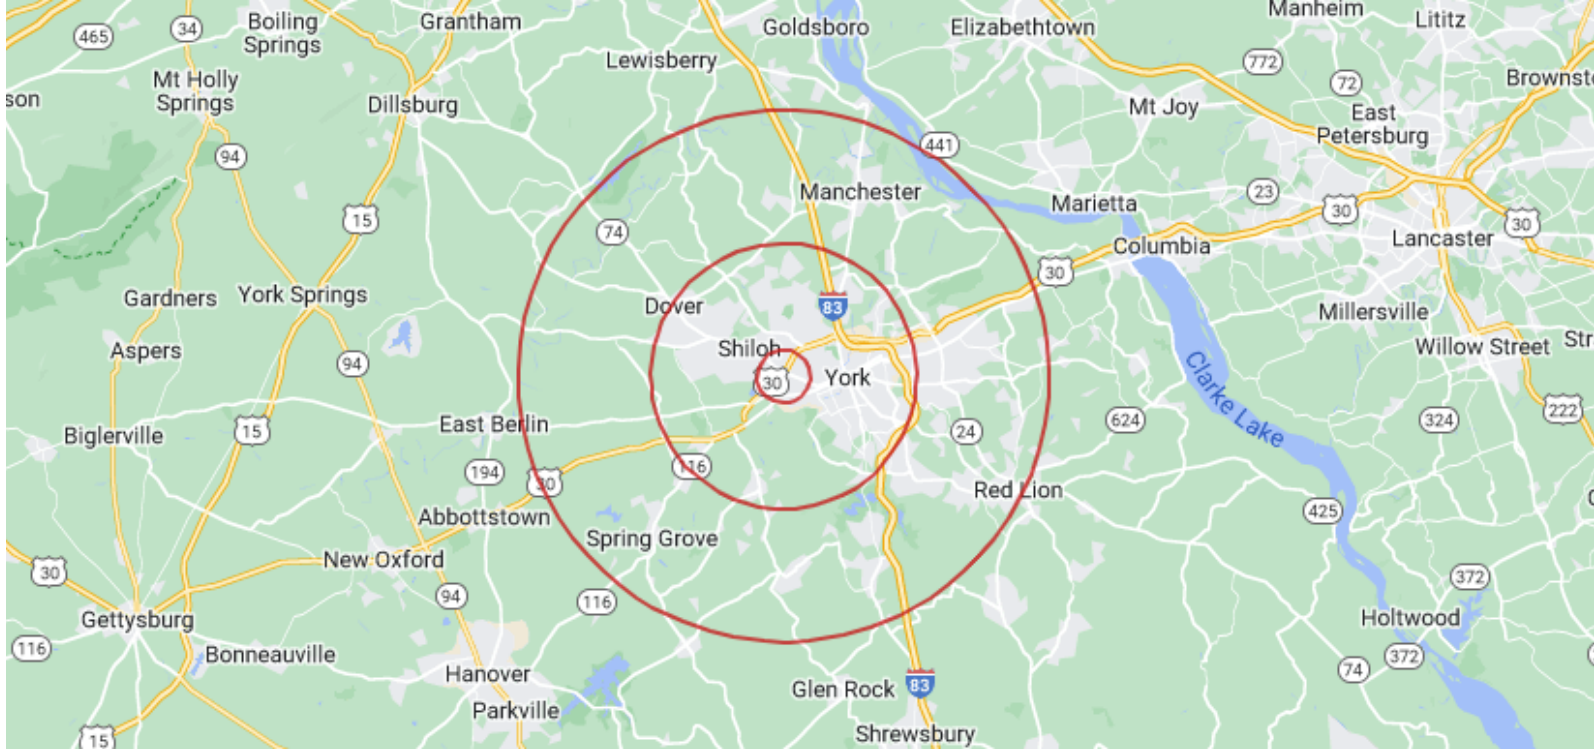 Boiling
Springs
Grantham
Goldsboro
Elizabethtown
Manheim
Lititz
465
34
Lewisberry
772
72
Mt Holly
Springs
son
Dillsburg
Mt Joy
Brownst
East
Petersburg
94
441
Manchester
Marietta
23
15
74
30
30
Columbia
Lancaster
30
Gardners
York Springs
Dover
83
Millersville
Aspers
94
Shiloh
Willow Street
Str
30
York
Clarke Lake
15
Biglerville
East Berlin
24
624
324
222
194
116
30
Red Lion
Abbottstown
425
Spring Grove
New Oxford
30
94
116
372
Gettysburg
Holtwood
116
Bonneauville
Hanover
372
74
Glen Rock
83
Parkville
Shrewsbury
15